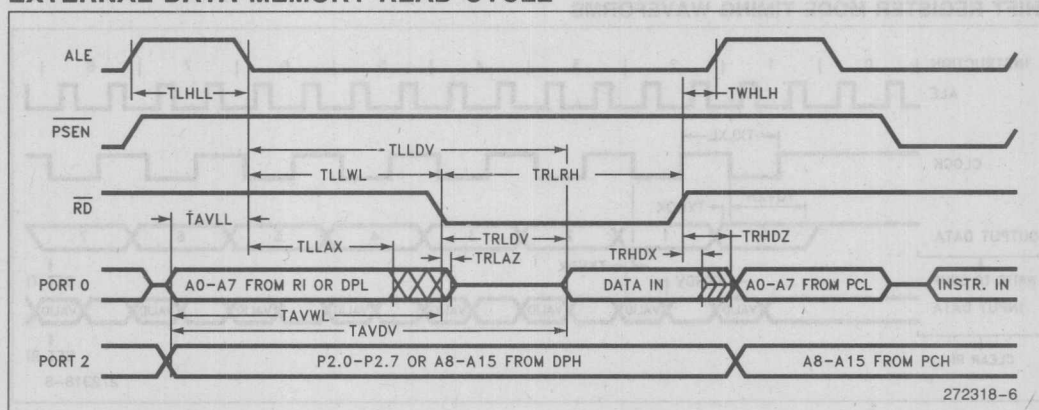 EXTERNAL DATA MEMORY READ CYCLE
ALE
TLHLL
TWHLH
PSEN
TLLDV
TLLWL
TRLRH
RD
TAVLL
TLLAX
TRLDV
TRHDZ
TRLAZ
TRHDX
PORT 0
A0-A7 FROM RI OR DPL
DATA IN
A0-A7 FROM PCL
INSTR. IN
TAVWL
TAVDV
PORT 2
P2.0-P2.7 OR A8-A15 FROM DPH
A8-A15 FROM PCH
272318-6